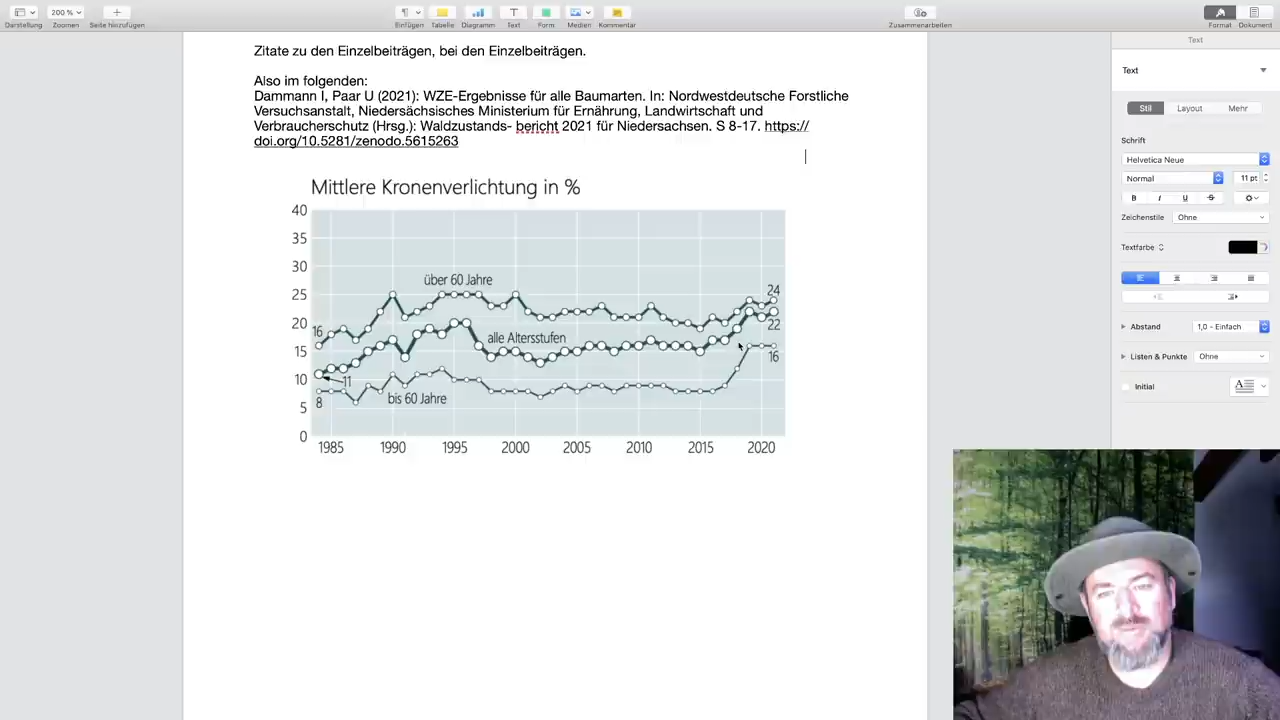 Darstellung
200 %
Zoomen
Seite hinzufügen
Einfügen
Tabelle
Diagramm
Text
Form
Medien
Kommentar
Zusammenarbeiten
Format
Dokument
Zitate zu den Einzelbeiträgen, bei den Einzelbeiträgen.
Also im folgenden:
Dammann I, Paar U (2021): WZE-Ergebnisse für alle Baumarten. In: Nordwestdeutsche Forstliche
Versuchsanstalt, Niedersächsisches Ministerium für Ernährung, Landwirtschaft und
Verbraucherschutz (Hrsg.): Waldzustands- bericht 2021 für Niedersachsen. S 8-17. https://
doi.org/10.5281/zenodo.5615263
Mittlere Kronenverlichtung in %
40
35
30
25
20
15
10
5
0
über 60 Jahre
24
16
alle Altersstufen
22
11
16
8
bis 60 Jahre
1985 1990 1995 2000 2005 2010 2015 2020
Text
Text
Stil Layout Mehr
Schrift
Helvetica Neue
Normal 11 pt
B I U S
Zeichenstile Ohne
Textfarbe
Abstand 1,0 - Einfach
Listen & Punkte Ohne
Initial